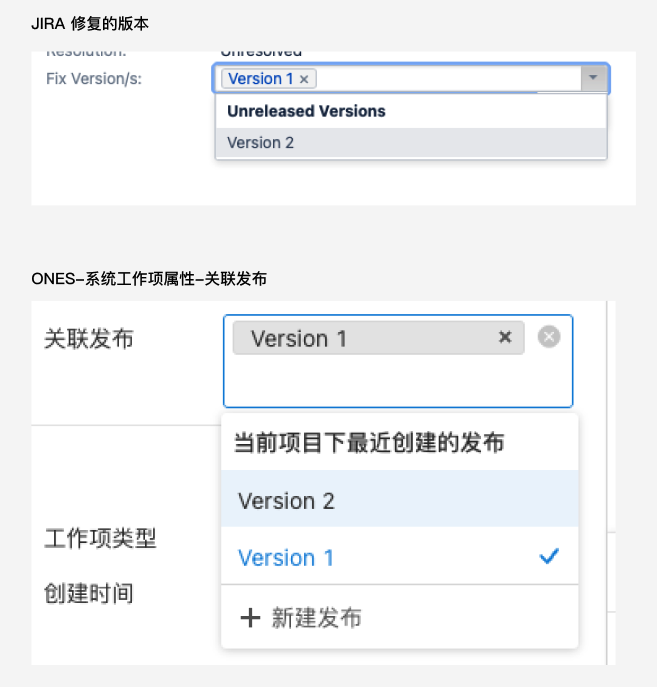 JIRA 修复的版本
Resolution: Unresolved
Fix Version/s: Version 1 ×
Unreleased Versions
Version 2
ONES-系统工作项属性-关联发布
关联发布 Version 1 ×
当前项目下最近创建的发布
Version 2
工作项类型
Version 1
创建时间
+ 新建发布